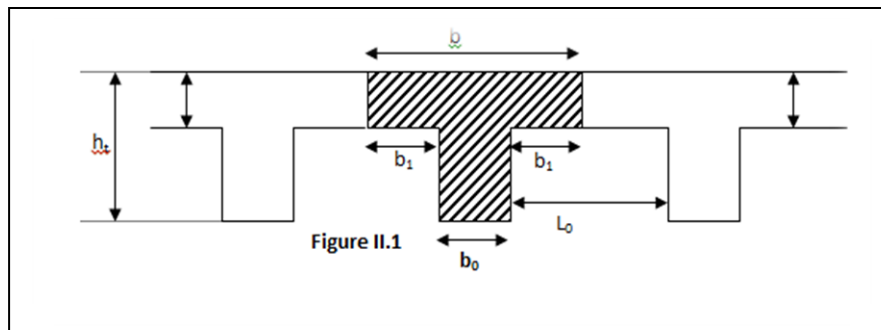 b
hₜ
b₁ b₁
L₀
Figure II.1
b₀